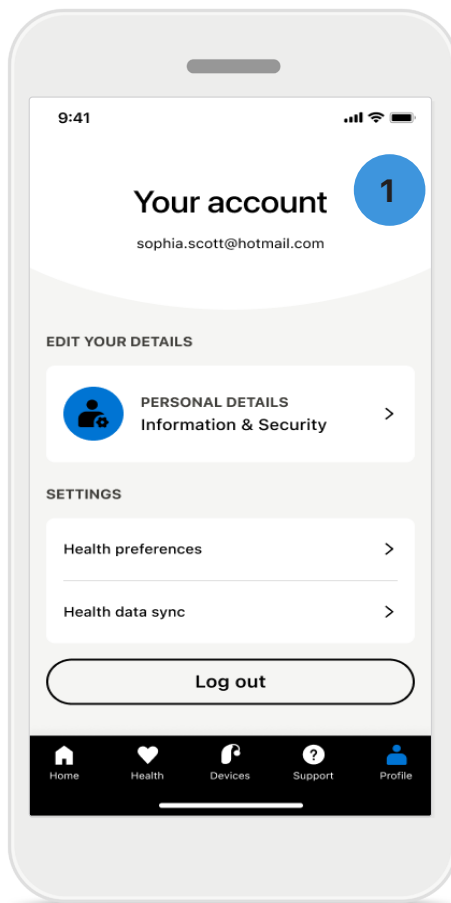 9:41
Your account
1
sophia.scott@hotmail.com
EDIT YOUR DETAILS
PERSONAL DETAILS
Information & Security
SETTINGS
Health preferences
Health data sync
Log out
Home Health Devices Support Profile